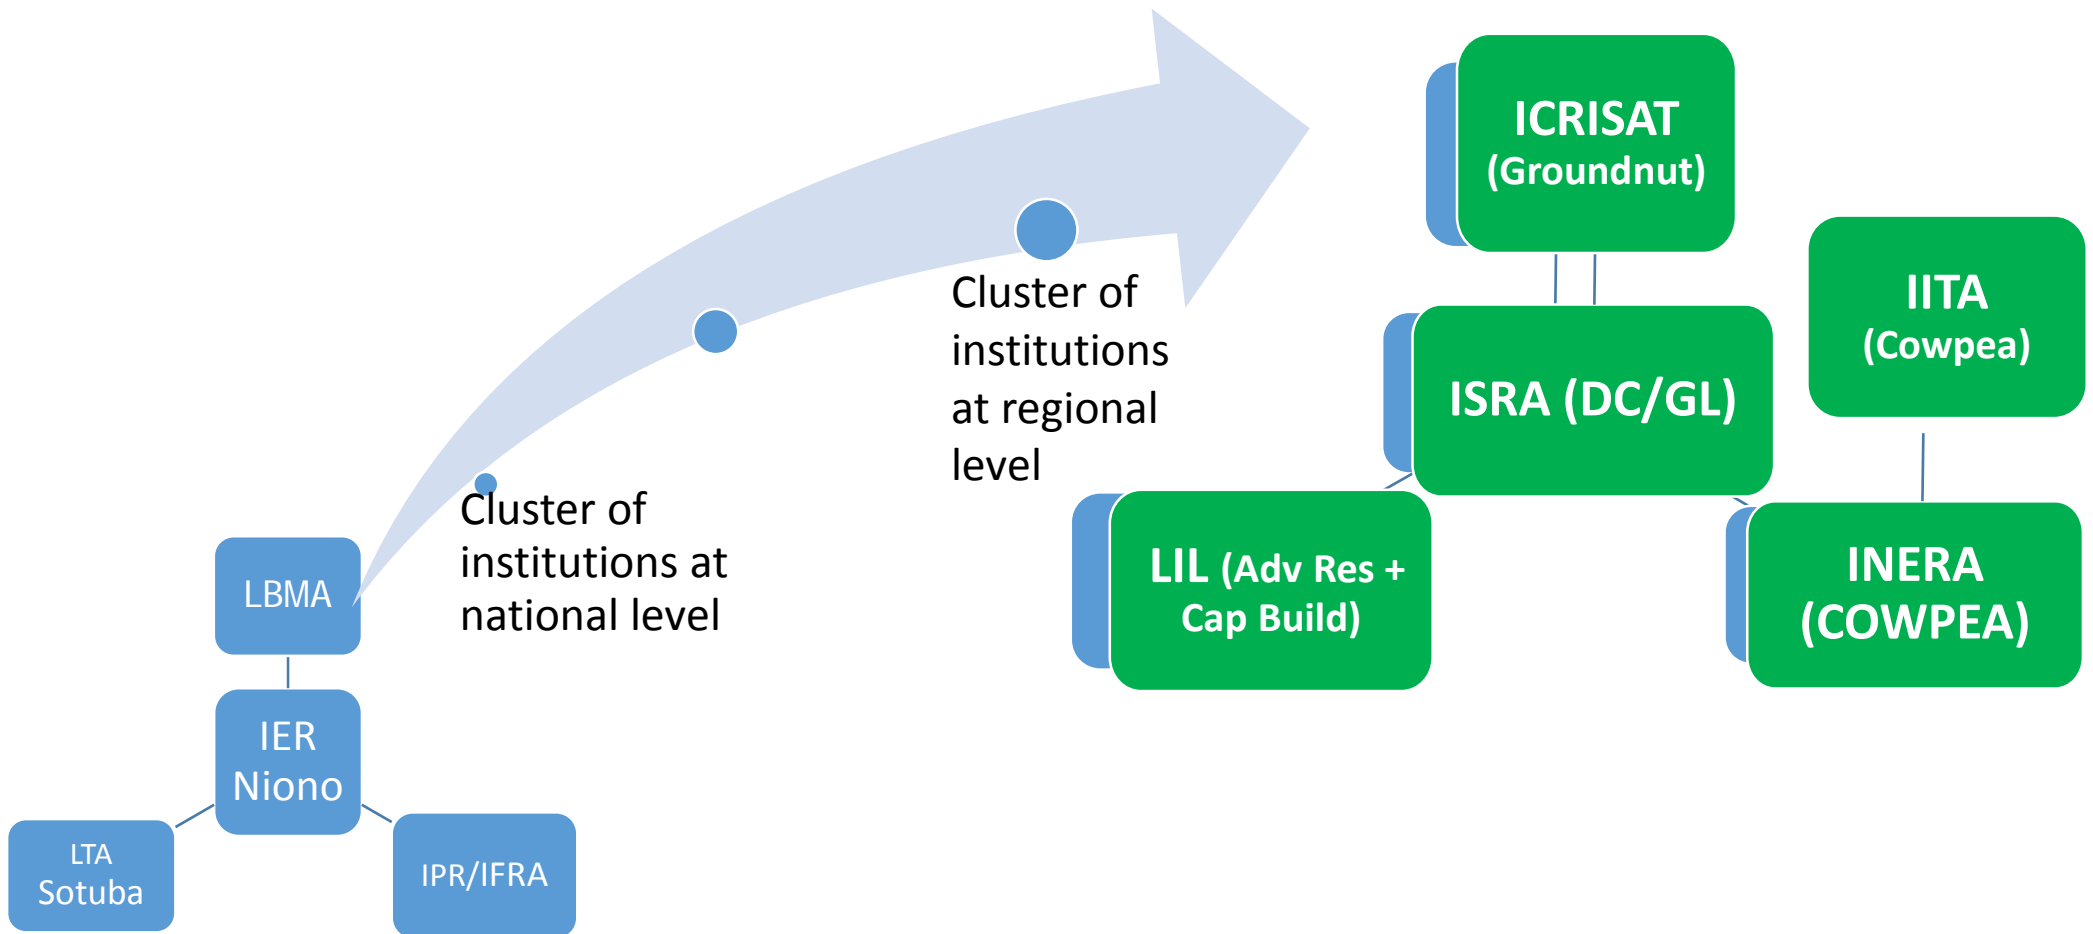 LBMA
IER
Niono
LTA
Sotuba
IPR/IFRA
Cluster of
institutions at
national level
Cluster of
institutions
at regional
level
ICRISAT
(Groundnut)
IITA
(Cowpea)
ISRA (DC/GL)
LIL (Adv Res +
Cap Build)
INERA
(COWPEA)